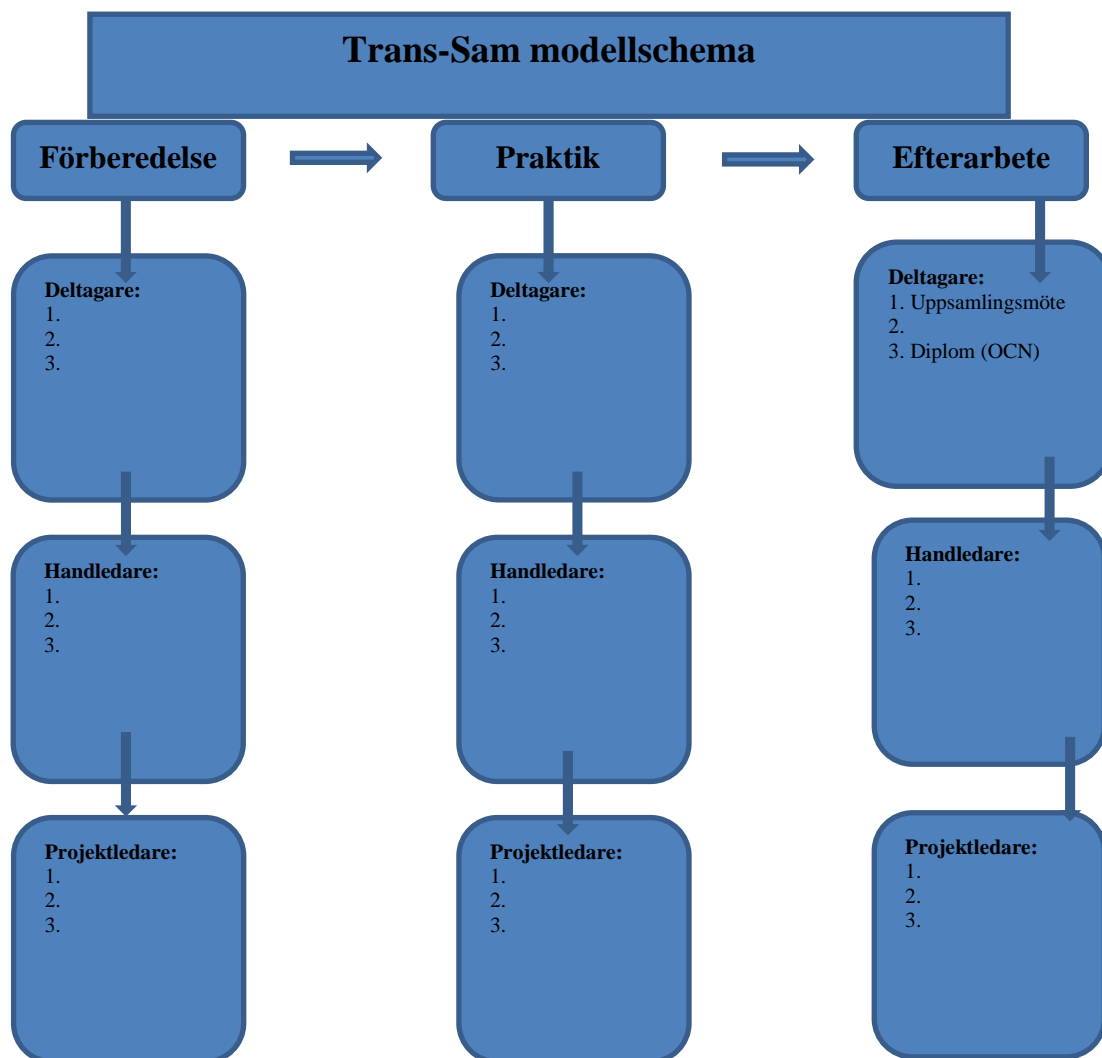 Trans-Sam modellschema
Förberedelse
Praktik
Efterarbete
Deltagare:
1.
2.
3.
Handledare:
1.
2.
3.
Projektledare:
1.
2.
3.
Deltagare:
1.
2.
3.
Handledare:
1.
2.
3.
Projektledare:
1.
2.
3.
Deltagare:
1. Uppsamlingsmöte
2.
3. Diplom (OCN)
Handledare:
1.
2.
3.
Projektledare:
1.
2.
3.